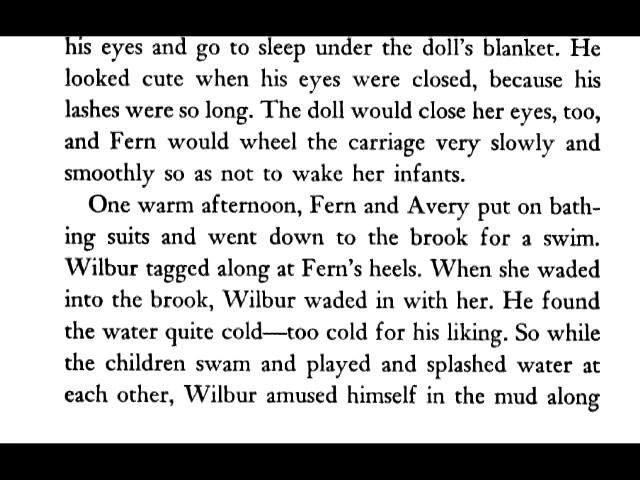 his eyes and go to sleep under the doll's blanket. He
looked cute when his eyes were closed, because his
lashes were so long. The doll would close her eyes, too,
and Fern would wheel the carriage very slowly and
smoothly so as not to wake her infants.
One warm afternoon, Fern and Avery put on bath-
ing suits and went down to the brook for a swim.
Wilbur tagged along at Fern's heels. When she waded
into the brook, Wilbur waded in with her. He found
the water quite cold—too cold for his liking. So while
the children swam and played and splashed water at
each other, Wilbur amused himself in the mud along